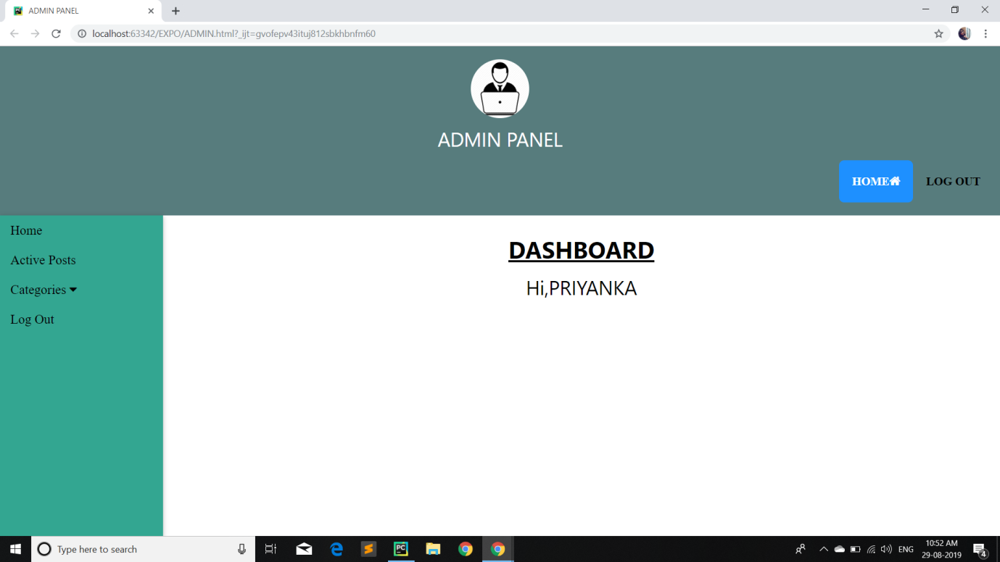 ADMIN PANEL
localhost:63342/EXPO/ADMIN.html?_ijt=gvofepv43ituj812sbkhbnfm60
ADMIN PANEL
HOME LOG OUT
Home
Active Posts
Categories
Log Out
DASHBOARD
Hi,PRIYANKA
Type here to search
PC
ENG
10:52 AM
29-08-2019
4